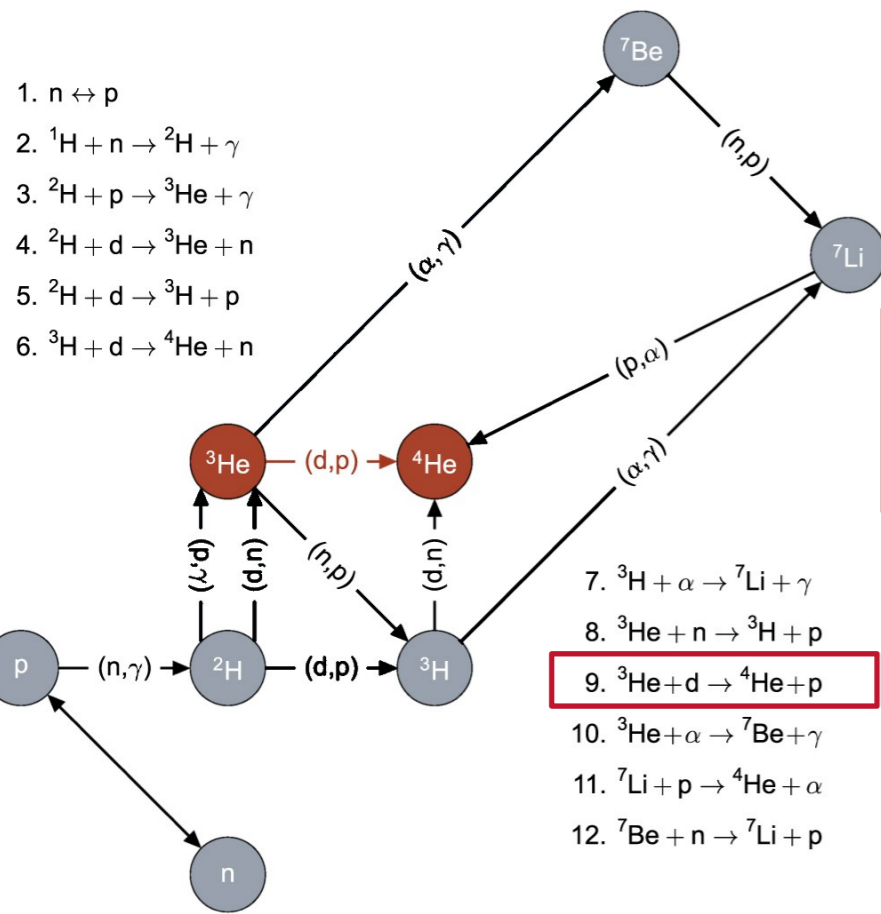 ⁷Be
1. n ↔ p
2. ¹H + n → ²H + γ
3. ²H + p → ³He + γ
4. ²H + d → ³He + n
5. ²H + d → ³H + p
6. ³H + d → ⁴He + n
(n,p)
⁷Li
(α, γ)
(p,α)
³He
(d,p)
⁴He
(α,γ)
(p,γ)
(d,n)
(n,p)
(d,n)
7. ³H + α → ⁷Li + γ
8. ³He + n → ³H + p
9. ³He + d → ⁴He + p
10. ³He + α → ⁷Be + γ
11. ⁷Li + p → ⁴He + α
12. ⁷Be + n → ⁷Li + p
p
(n,γ)
²H
(d,p)
³H
n